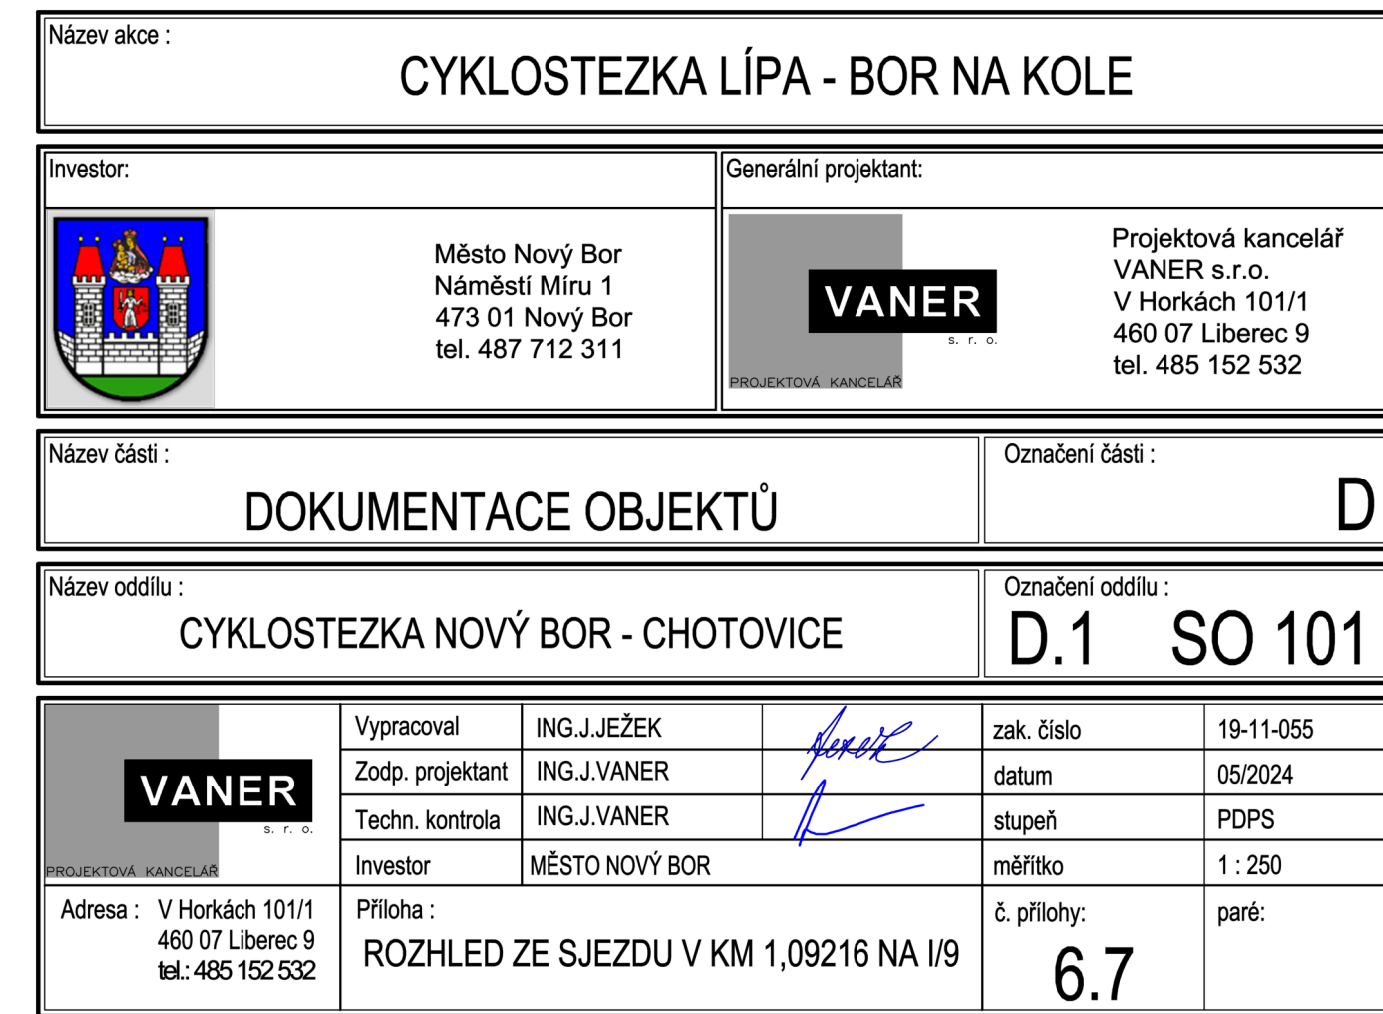 Název akce :
CYKLOSTEZKA LÍPA - BOR NA KOLE
Investor:
Město Nový Bor
Náměstí Míru 1
473 01 Nový Bor
tel. 487 712 311
Generální projektant:
VANER
s. r. o.
PROJEKTOVÁ KANCELÁŘ
Projektová kancelář
VANER s.r.o.
V Horkách 101/1
460 07 Liberec 9
tel. 485 152 532
Název části :
DOKUMENTACE OBJEKTŮ
Označení části :
D
Název oddílu :
CYKLOSTEZKA NOVÝ BOR - CHOTOVICE
Označení oddílu :
D.1 SO 101
VANER
s. r. o.
PROJEKTOVÁ KANCELÁŘ
Adresa : V Horkách 101/1
460 07 Liberec 9
tel.: 485 152 532
Vypracoval ING.J.JEŽEK
Zodp. projektant ING.J.VANER
Techn. kontrola ING.J.VANER
Investor MĚSTO NOVÝ BOR
zak. číslo 19-11-055
datum 05/2024
stupeň PDPS
měřítko 1 : 250
Příloha :
ROZHLED ZE SJEZDU V KM 1,09216 NA I/9
č. přílohy:
6.7
paré: